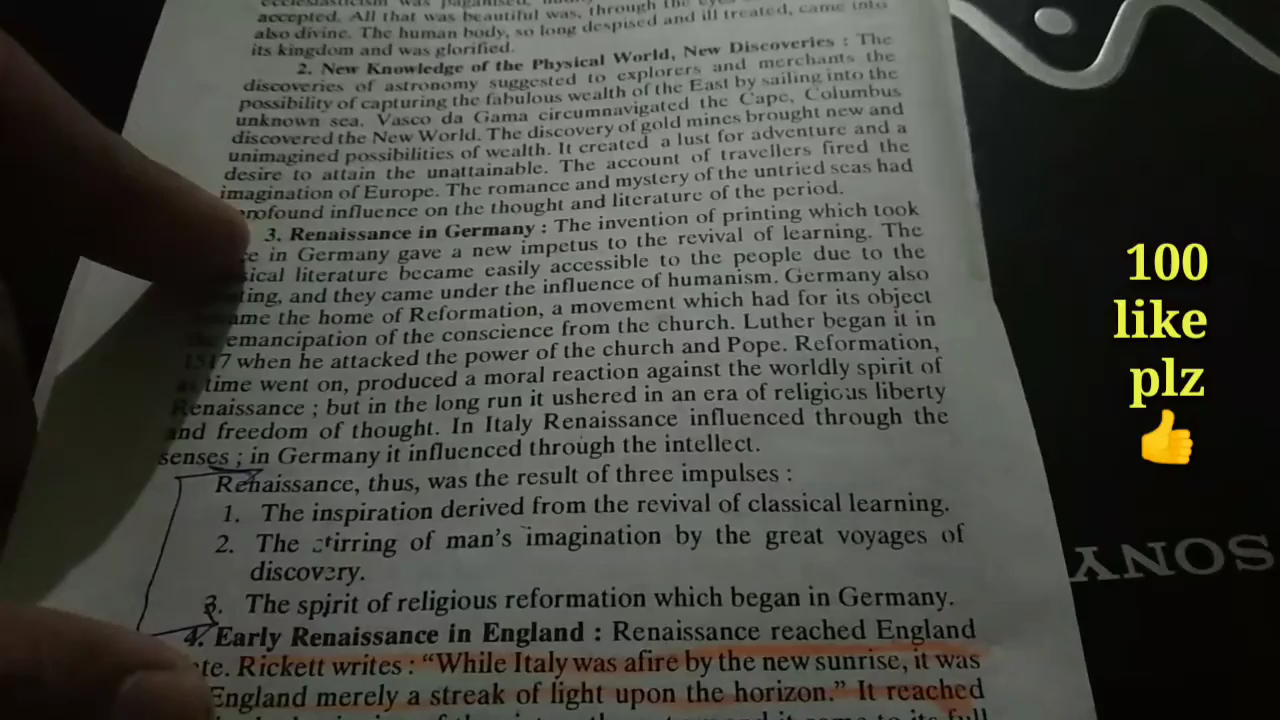 ecclesiasticism was paganised,
accepted. All that was beautiful was, through the eyes
also divine. The human body, so long despised and ill treated, came into
its kingdom and was glorified.
2. New Knowledge of the Physical World, New Discoveries : The
discoveries of astronomy suggested to explorers and merchants the
possibility of capturing the fabulous wealth of the East by sailing into the
unknown sea. Vasco da Gama circumnavigated the Cape, Columbus
discovered the New World. The discovery of gold mines brought new and
unimagined possibilities of wealth. It created a lust for adventure and a
desire to attain the unattainable. The account of travellers fired the
imagination of Europe. The romance and mystery of the untried seas had
profound influence on the thought and literature of the period.
3. Renaissance in Germany : The invention of printing which took
ce in Germany gave a new impetus to the revival of learning. The
sical literature became easily accessible to the people due to the
ting, and they came under the influence of humanism. Germany also
ame the home of Reformation, a movement which had for its object
emancipation of the conscience from the church. Luther began it in
1517 when he attacked the power of the church and Pope. Reformation,
as time went on, produced a moral reaction against the worldly spirit of
Renaissance ; but in the long run it ushered in an era of religious liberty
and freedom of thought. In Italy Renaissance influenced through the
senses ; in Germany it influenced through the intellect.
Renaissance, thus, was the result of three impulses :
1. The inspiration derived from the revival of classical learning.
2. The stirring of man's imagination by the great voyages of
discovery.
3. The spirit of religious reformation which began in Germany.
4. Early Renaissance in England : Renaissance reached England
te. Rickett writes : “While Italy was afire by the new sunrise, it was
England merely a streak of light upon the horizon.” It reached
100
like
plz
SONY